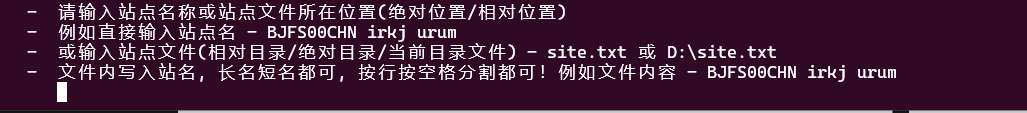 - 请输入站点名称或站点文件所在位置(绝对位置/相对位置)
- 例如直接输入站点名 - BJFS00CHN irkj urum
- 或输入站点文件(相对目录/绝对目录/当前目录文件) - site.txt 或 D:\site.txt
- 文件内写入站名, 长名短名都可, 按行按空格分割都可! 例如文件内容 - BJFS00CHN irkj urum